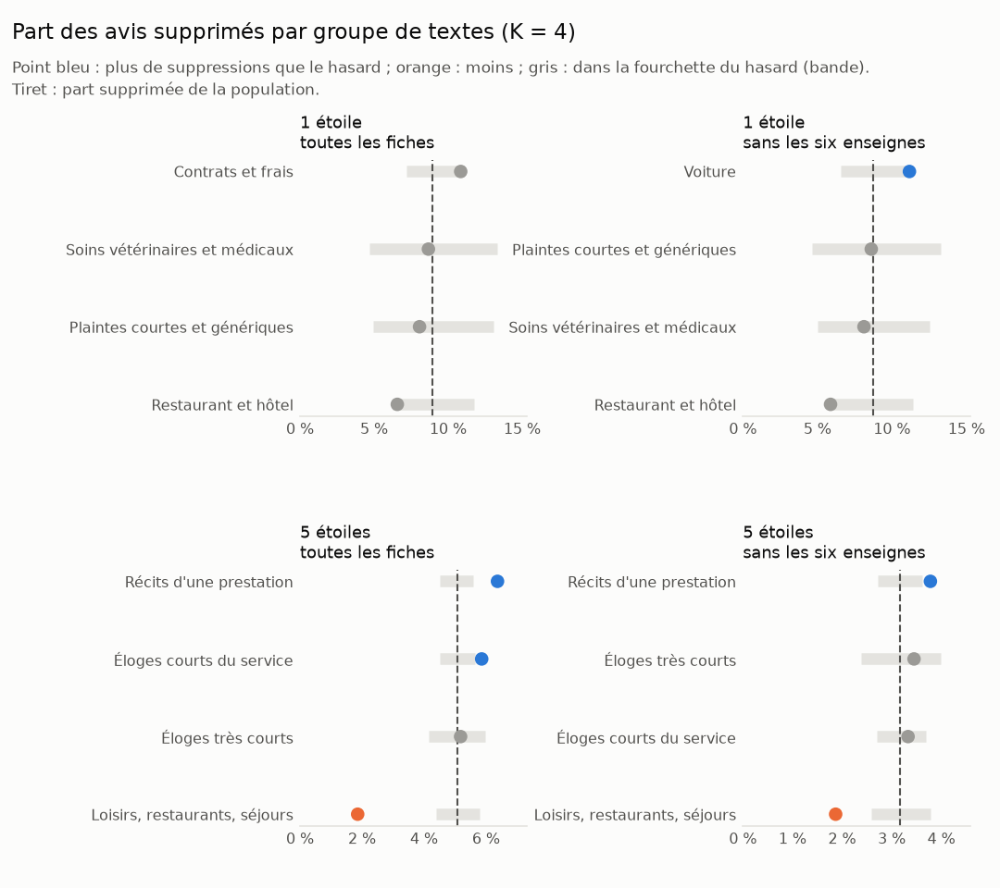 Part des avis supprimés par groupe de textes (K = 4)
Point bleu : plus de suppressions que le hasard ; orange : moins ; gris : dans la fourchette du hasard (bande).
Tiret : part supprimée de la population.
1 étoile
toutes les fiches
Contrats et frais
Soins vétérinaires et médicaux
Plaintes courtes et génériques
Restaurant et hôtel
0 % 5 % 10 % 15 %
1 étoile
sans les six enseignes
Voiture
Plaintes courtes et génériques
Soins vétérinaires et médicaux
Restaurant et hôtel
0 % 5 % 10 % 15 %
5 étoiles
toutes les fiches
Récits d'une prestation
Éloges courts du service
Éloges très courts
Loisirs, restaurants, séjours
0 % 2 % 4 % 6 %
5 étoiles
sans les six enseignes
Récits d'une prestation
Éloges très courts
Éloges courts du service
Loisirs, restaurants, séjours
0 % 1 % 2 % 3 % 4 %